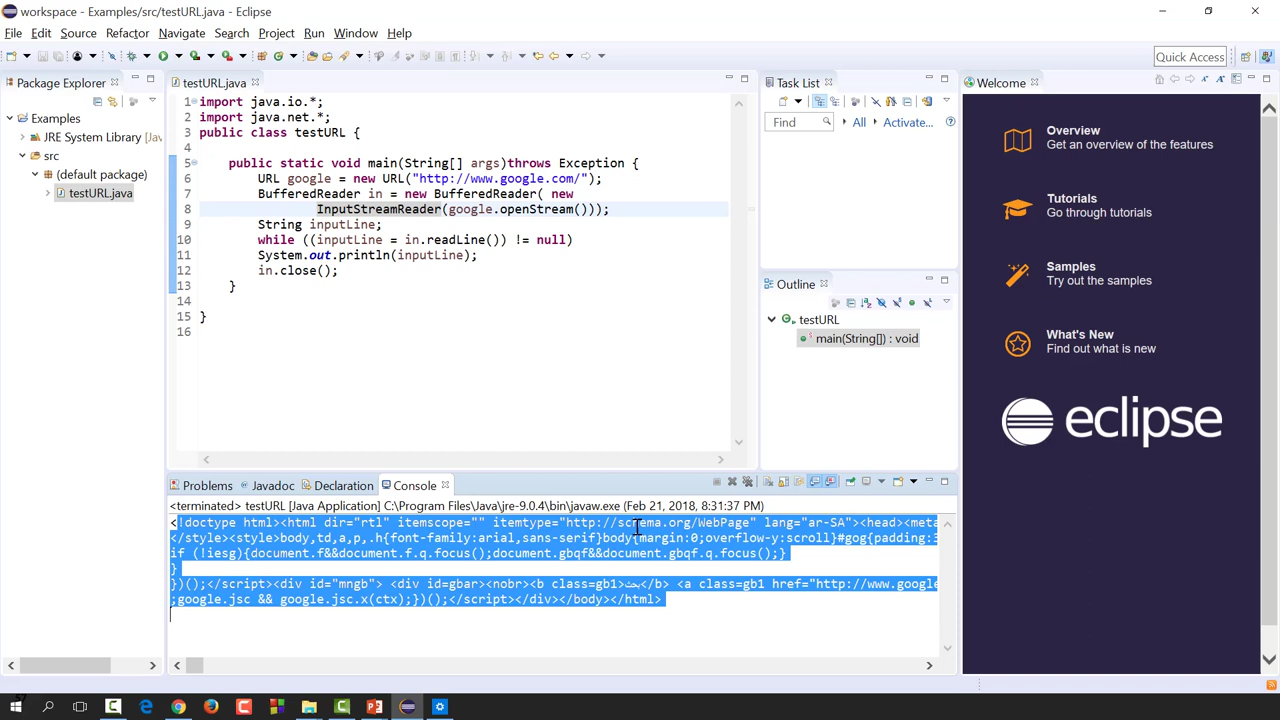 workspace - Examples/src/testURL.java - Eclipse
File Edit Source Refactor Navigate Search Project Run Window Help
Quick Access
Package Explorer
Examples
JRE System Library (Jav
src
(default package)
testURL.java
testURL.java
1 import java.io.*;
2 import java.net.*;
3 public class testURL {
4
5 public static void main(String[] args)throws Exception {
6 URL google = new URL("http://www.google.com/");
7 BufferedReader in = new BufferedReader( new
8 InputStreamReader(google.openStream()));
9 String inputLine;
10 while ((inputLine = in.readLine()) != null)
11 System.out.println(inputLine);
12 in.close();
13 }
14
15 }
16
Task List
Find All Activate...
Outline
testURL
main(String[]) : void
Welcome
Overview
Get an overview of the features
Tutorials
Go through tutorials
Samples
Try out the samples
What's New
Find out what is new
eclipse
Problems Javadoc Declaration Console
<terminated> testURL [Java Application] C:\Program Files\Java\jre-9.0.4\bin\javaw.exe (Feb 21, 2018, 8:31:37 PM)
<!doctype html><html dir="rtl" itemscope="" itemtype="http://schema.org/WebPage" lang="ar-SA"><head><meta
</style><style>body,td,a,p,.h{font-family:arial,sans-serif}body{margin:0;overflow-y:scroll}#gog{padding:3
if (!iesg){document.f&&document.f.q.focus();document.gbqf&&document.gbqf.q.focus();}
}
})();</script><div id="mngb"> <div id=gbar><nobr><b class=gb1>بحث</b> <a class=gb1 href="http://www.google
;google.jsc && google.jsc.x(ctx);})();</script></div></body></html>